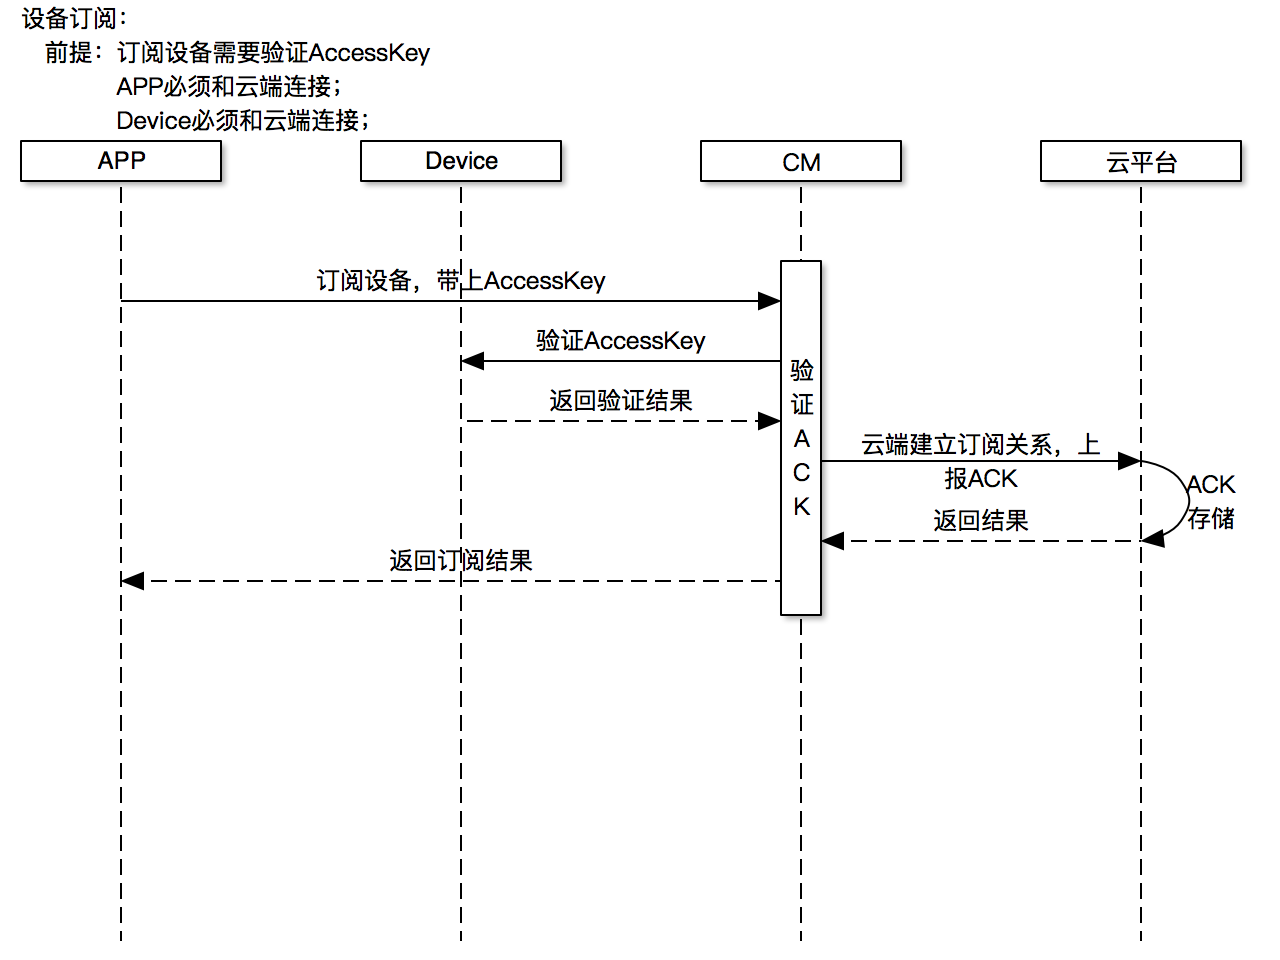 设备订阅：
前提：订阅设备需要验证AccessKey
APP必须和云端连接；
Device必须和云端连接；
APP
Device
CM
云平台
订阅设备，带上AccessKey
验证AccessKey
返回验证结果
验
证
A
C
K
云端建立订阅关系，上
报ACK
ACK
存储
返回结果
返回订阅结果